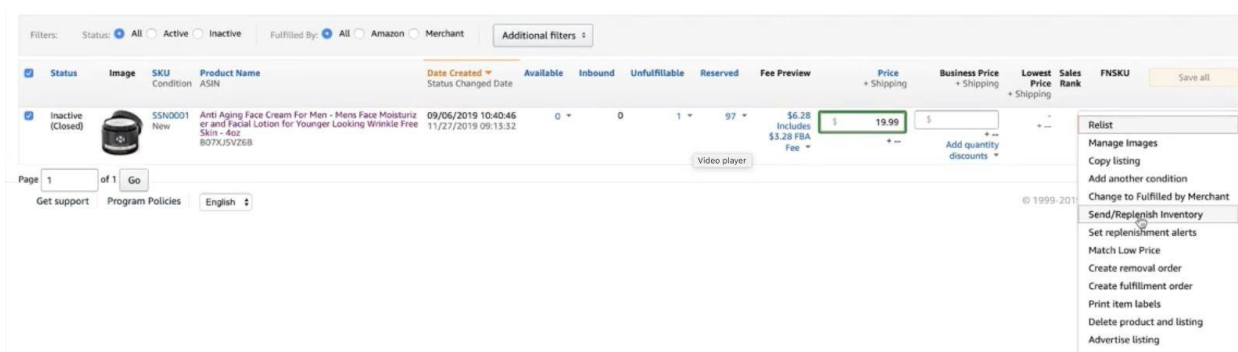 Filters: Status: All Active Inactive Fulfilled By: All Amazon Merchant Additional filters
Status Image SKU Product Name Date Created Available Inbound Unfulfillable Reserved Fee Preview Price Business Price Lowest Sales FNSKU Save all
Condition ASIN Status Changed Date + Shipping + Shipping Price Rank
+ Shipping
Inactive SSN0001 Anti Aging Face Cream For Men - Mens Face Moisturiz 09/06/2019 10:40:46 0 0 1 97 $6.28 $ 19.99 $ -
(Closed) New er and Facial Lotion for Younger Looking Wrinkle Free 11/27/2019 09:13:32 Includes + -- Relist
Skin - 4oz $3.28 FBA + -- + --
B07XJSVZ6B Fee Add quantity
discounts
Video player
Manage Images
Copy listing
Add another condition
Page 1 of 1 Go
Change to Fulfilled by Merchant
Get support Program Policies English © 1999-201
Send/Replenish Inventory
Set replenishment alerts
Match Low Price
Create removal order
Create fulfillment order
Print item labels
Delete product and listing
Advertise listing